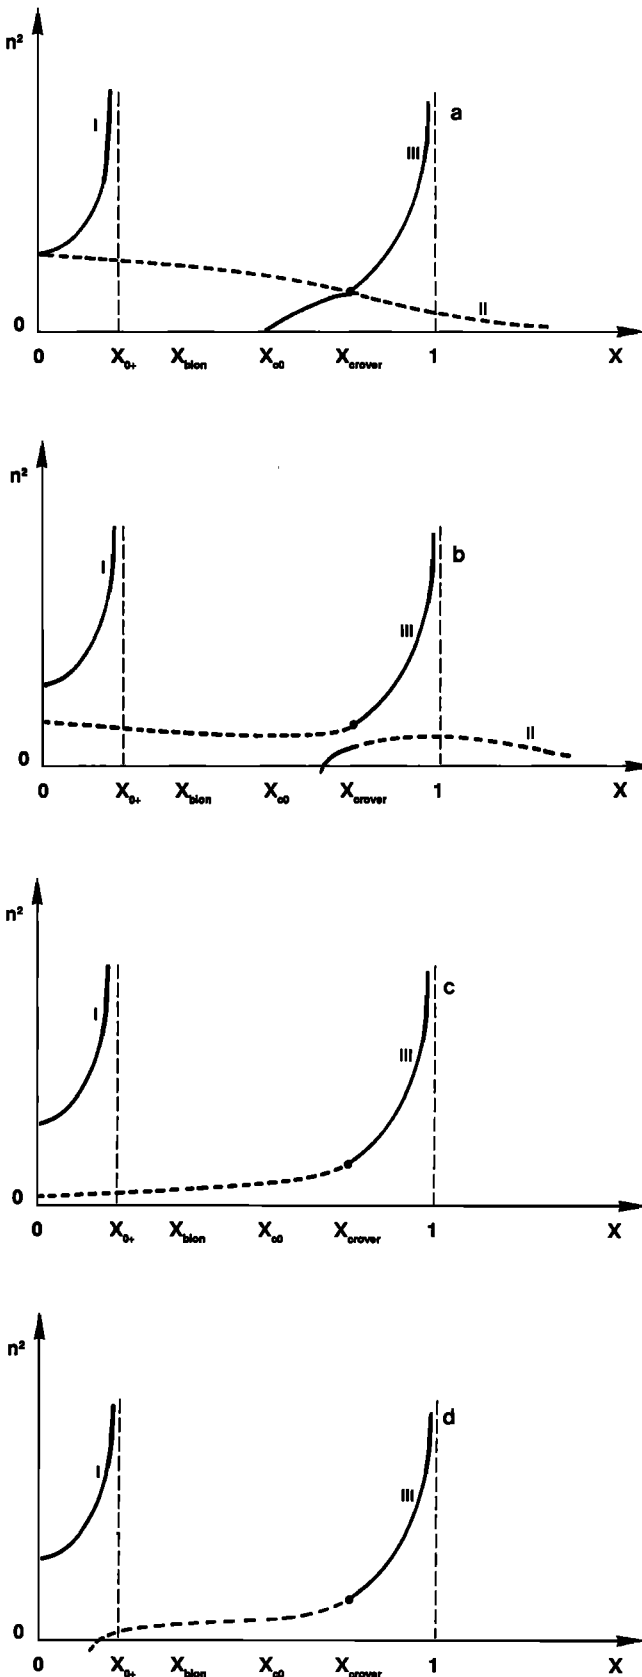 n²
I
III
a
II
0
0 X₀₊ X_bion X_c0 X_crover 1 X
n²
I
III
b
II
0
0 X₀₊ X_bion X_c0 X_crover 1 X
n²
I
III
c
0
0 X₀₊ X_bion X_c0 X_crover 1 X
n²
I
III
d
0
0 X₀₊ X_bion X_c0 X_crover 1 X